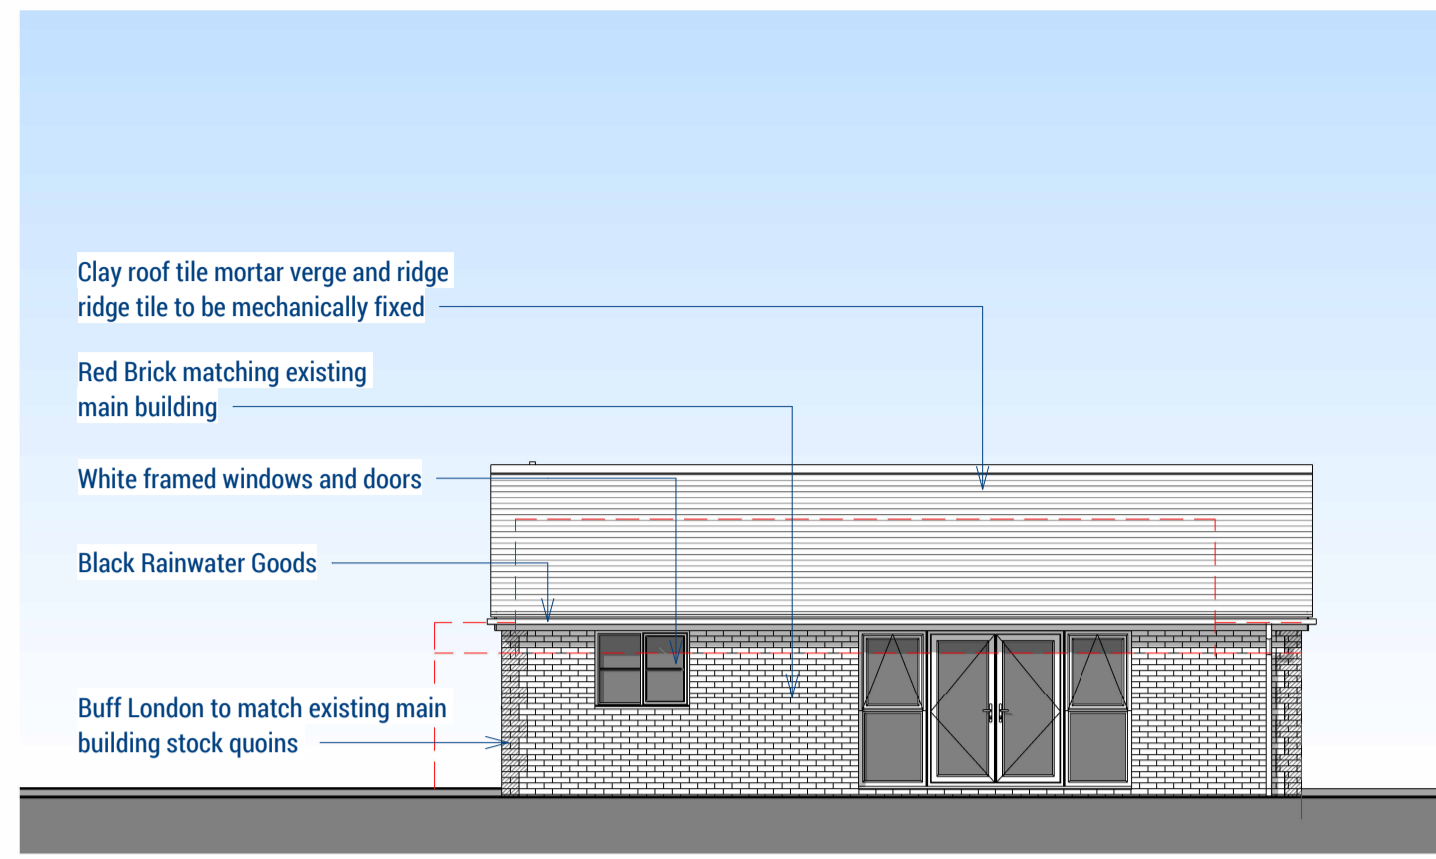 Clay roof tile mortar verge and ridge
ridge tile to be mechanically fixed
Red Brick matching existing
main building
White framed windows and doors
Black Rainwater Goods
Buff London to match existing main
building stock quoins